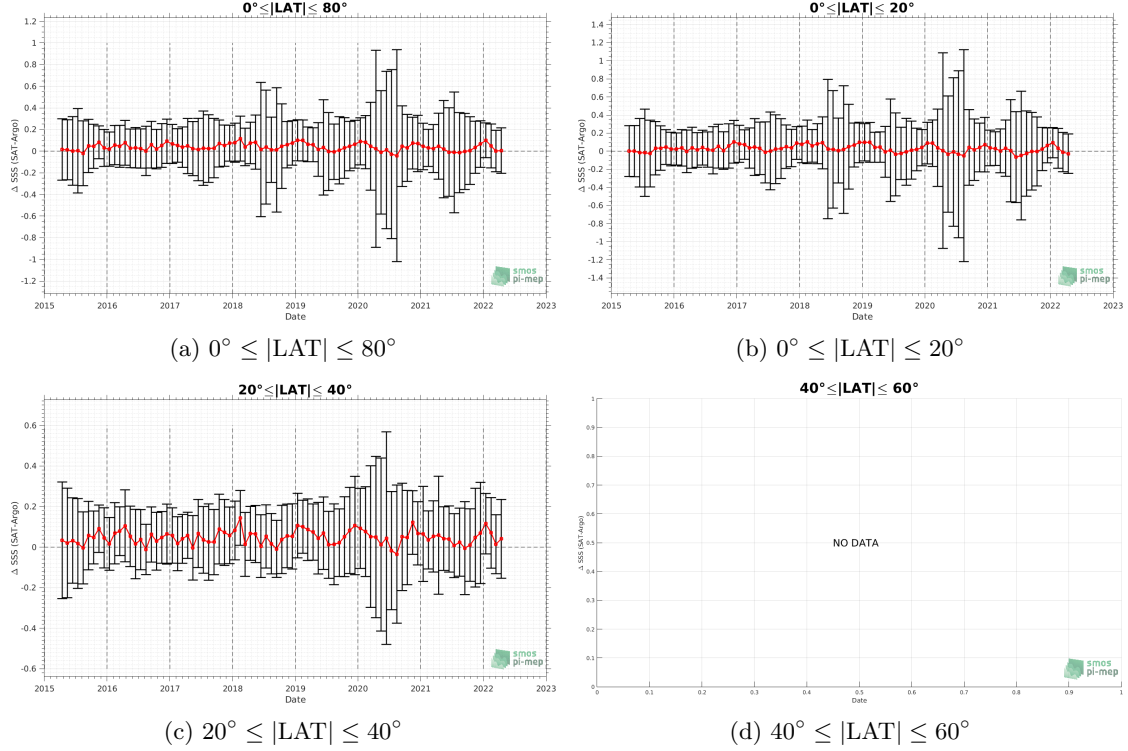 0°≤|LAT|≤ 80°
Δ SSS (SAT-Argo)
1.2
1
0.8
0.6
0.4
0.2
0
-0.2
-0.4
-0.6
-0.8
-1
-1.2
2015 2016 2017 2018 2019 2020 2021 2022 2023
Date
smos
pi-mep
(a) 0° ≤ |LAT| ≤ 80°
0°≤|LAT|≤ 20°
Δ SSS (SAT-Argo)
1.4
1.2
1
0.8
0.6
0.4
0.2
0
-0.2
-0.4
-0.6
-0.8
-1
-1.2
-1.4
2015 2016 2017 2018 2019 2020 2021 2022 2023
Date
smos
pi-mep
(b) 0° ≤ |LAT| ≤ 20°
20°≤|LAT|≤ 40°
Δ SSS (SAT-Argo)
0.6
0.4
0.2
0
-0.2
-0.4
-0.6
2015 2016 2017 2018 2019 2020 2021 2022 2023
Date
smos
pi-mep
(c) 20° ≤ |LAT| ≤ 40°
40°≤|LAT|≤ 60°
Δ SSS (SAT-Argo)
1
0.9
0.8
0.7
0.6
0.5
0.4
0.3
0.2
0.1
0
NO DATA
0 0.1 0.2 0.3 0.4 0.5 0.6 0.7 0.8 0.9 1
Date
smos
pi-mep
(d) 40° ≤ |LAT| ≤ 60°